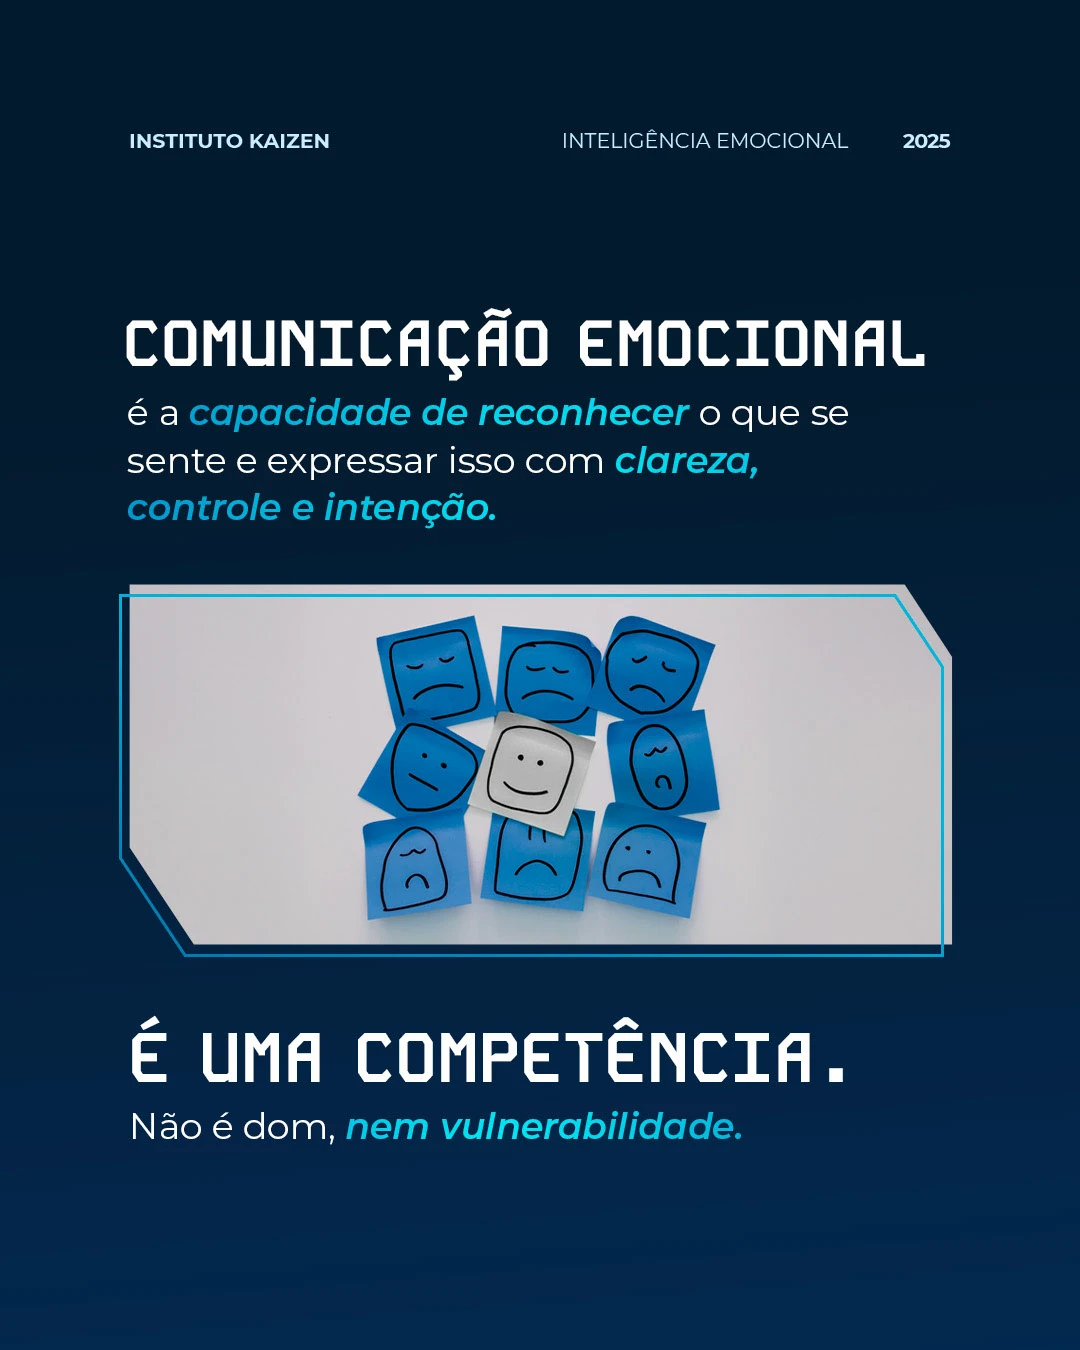 INSTITUTO KAIZEN
INTELIGÊNCIA EMOCIONAL
2025
COMUNICAÇÃO EMOCIONAL
é a capacidade de reconhecer o que se
sente e expressar isso com clareza,
controle e intenção.
É UMA COMPETÊNCIA.
Não é dom, nem vulnerabilidade.